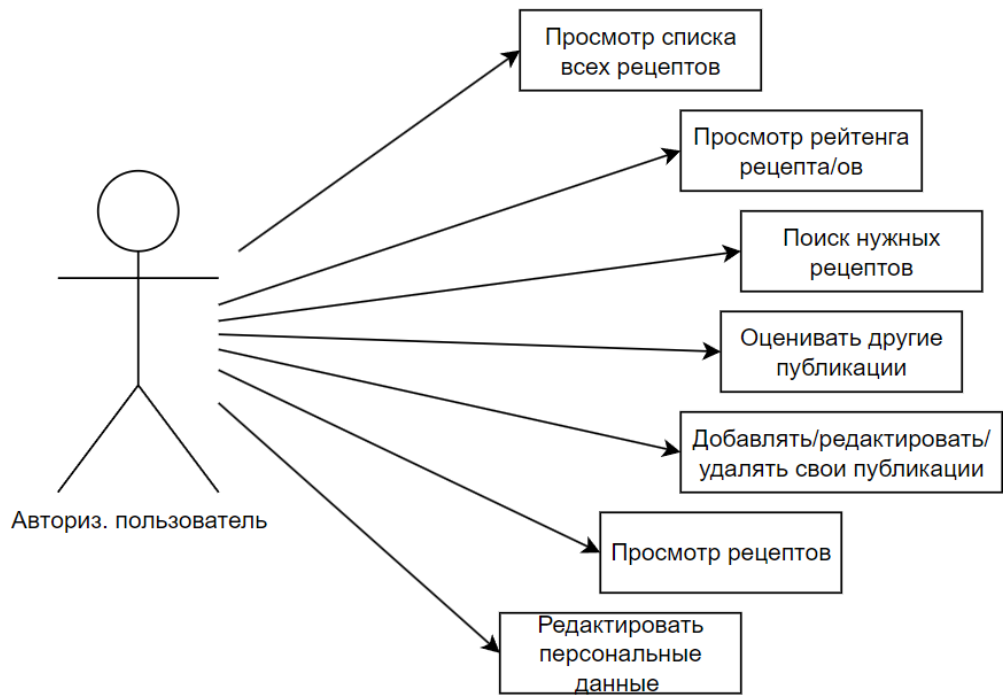 Просмотр списка
всех рецептов
Просмотр рейтенга
рецепта/ов
Поиск нужных
рецептов
Оценивать другие
публикации
Добавлять/редактировать/
удалять свои публикации
Авториз. пользователь
Просмотр рецептов
Редактировать
персональные
данные